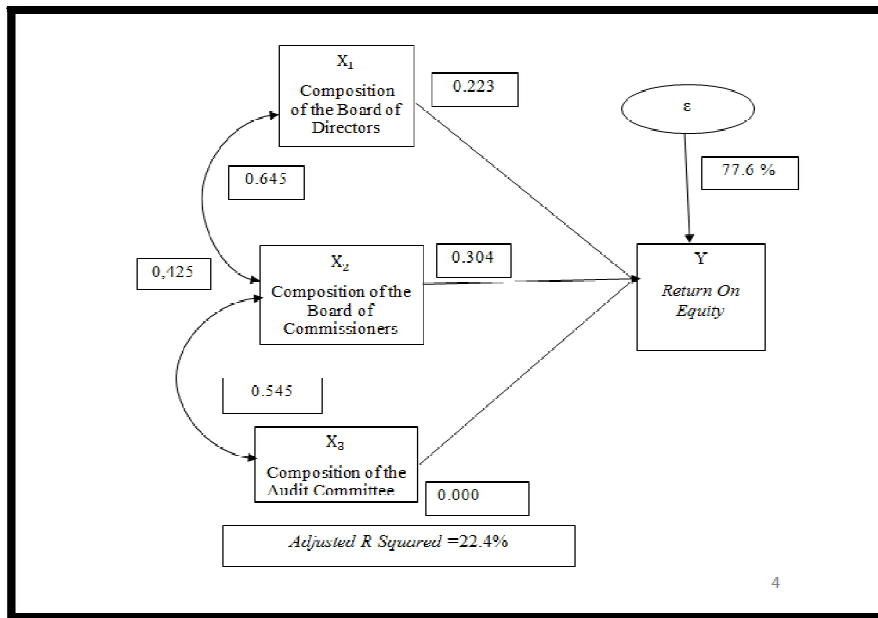 X₁
Composition
of the Board of
Directors
0.223
ε
0.645
77.6 %
0,425
X₂
Composition of the
Board of
Commissioners
0.304
Y
Return On
Equity
0.545
X₃
Composition of the
Audit Committee
0.000
Adjusted R Squared =22.4%
4